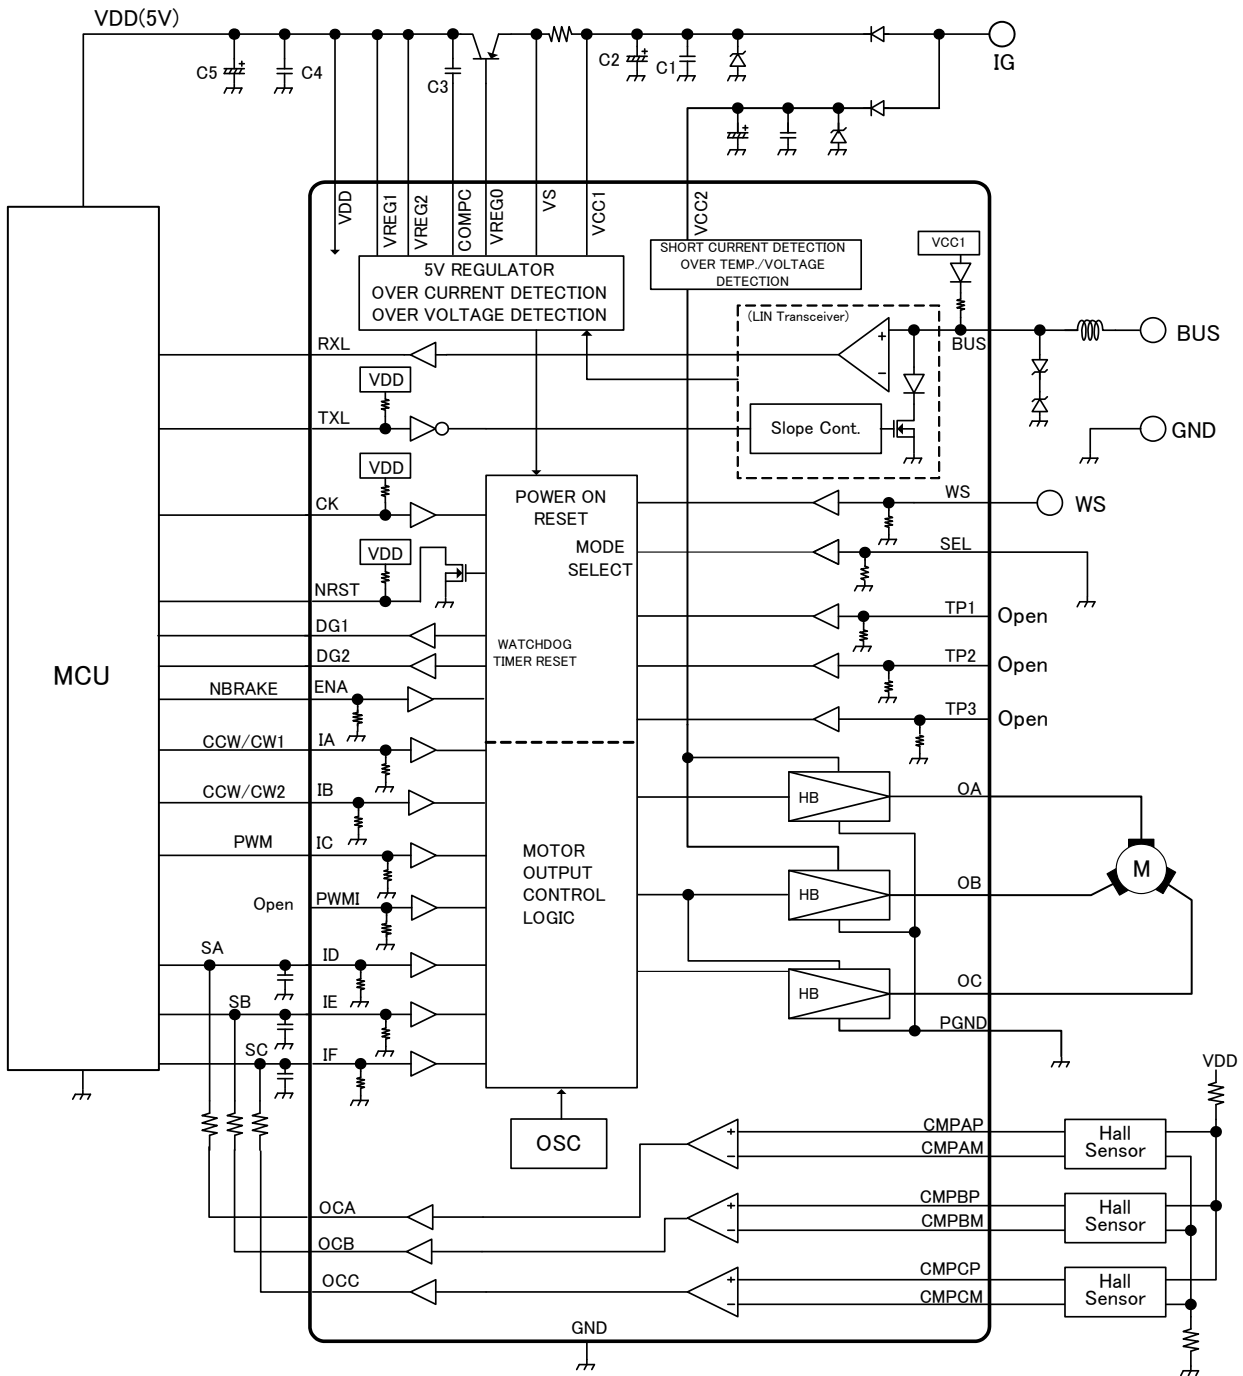 VDD(5V)
C5
C4
C3
C2
C1
IG
VDD
VREG1
VREG2
COMPC
VREG0
VS
VCC1
VCC2
5V REGULATOR
OVER CURRENT DETECTION
OVER VOLTAGE DETECTION
SHORT CURRENT DETECTION
OVER TEMP./VOLTAGE
DETECTION
VCC1
(LIN Transceiver)
+
−
BUS
BUS
Slope Cont.
GND
MCU
RXL
VDD
TXL
VDD
CK
VDD
NRST
DG1
DG2
NBRAKE
ENA
CCW/CW1
IA
CCW/CW2
IB
PWM
IC
Open
PWMI
SA
ID
SB
IE
SC
IF
POWER ON
RESET
MODE
SELECT
WATCHDOG
TIMER RESET
MOTOR
OUTPUT
CONTROL
LOGIC
OSC
WS
WS
SEL
TP1
Open
TP2
Open
TP3
Open
HB
OA
HB
OB
HB
OC
M
PGND
VDD
+
−
CMPAP
CMPAM
Hall
Sensor
+
−
CMPBP
CMPBM
Hall
Sensor
+
−
CMPCP
CMPCM
Hall
Sensor
OCA
OCB
OCC
GND